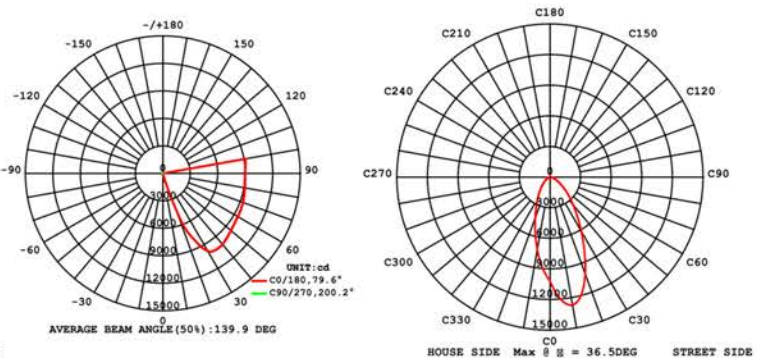 -/+180
-150
150
-120
120
-90
90
-60
60
-30
30
0
0
3000
6000
9000
12000
15000
UNIT:cd
C0/180,79.6°
C90/270,200.2°
AVERAGE BEAM ANGLE(50%):139.9 DEG
C180
C210
C150
C240
C120
C270
C90
C300
C60
C330
C30
C0
0
3000
6000
9000
12000
15000
HOUSE SIDE Max @ = 36.5DEG STREET SIDE